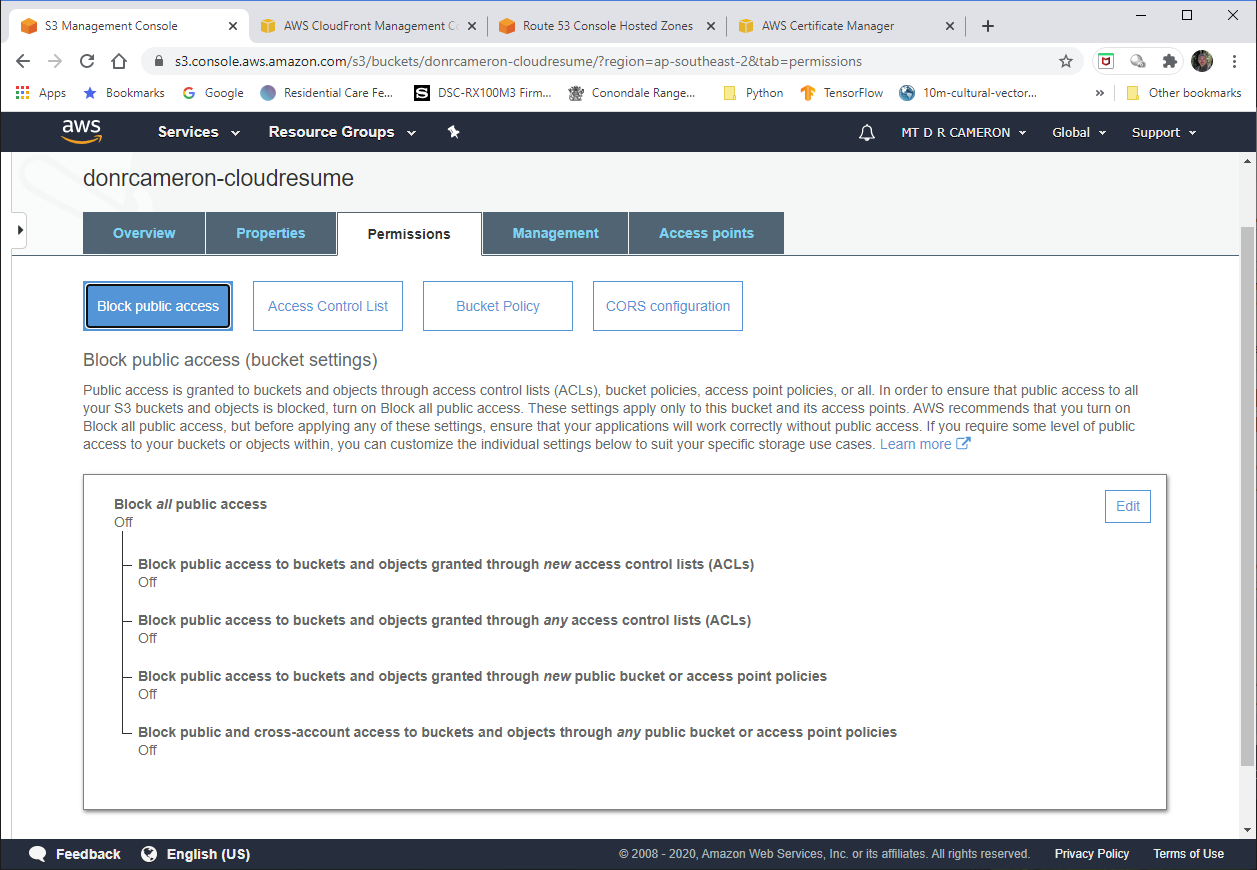 S3 Management Console
AWS CloudFront Management Co
Route 53 Console Hosted Zones
AWS Certificate Manager
s3.console.aws.amazon.com/s3/buckets/donrcameron-cloudresume/?region=ap-southeast-2&tab=permissions
Apps Bookmarks Google Residential Care Fe... DSC-RX100M3 Firm... Conondale Range... Python TensorFlow 10m-cultural-vector... » Other bookmarks
aws Services Resource Groups MT D R CAMERON Global Support
donrcameron-cloudresume
Overview Properties Permissions Management Access points
Block public access Access Control List Bucket Policy CORS configuration
Block public access (bucket settings)
Public access is granted to buckets and objects through access control lists (ACLs), bucket policies, access point policies, or all. In order to ensure that public access to all
your S3 buckets and objects is blocked, turn on Block all public access. These settings apply only to this bucket and its access points. AWS recommends that you turn on
Block all public access, but before applying any of these settings, ensure that your applications will work correctly without public access. If you require some level of public
access to your buckets or objects within, you can customize the individual settings below to suit your specific storage use cases. Learn more
Block all public access
Edit
Off
Block public access to buckets and objects granted through new access control lists (ACLs)
Off
Block public access to buckets and objects granted through any access control lists (ACLs)
Off
Block public access to buckets and objects granted through new public bucket or access point policies
Off
Block public and cross-account access to buckets and objects through any public bucket or access point policies
Off
Feedback English (US) © 2008 - 2020, Amazon Web Services, Inc. or its affiliates. All rights reserved. Privacy Policy Terms of Use